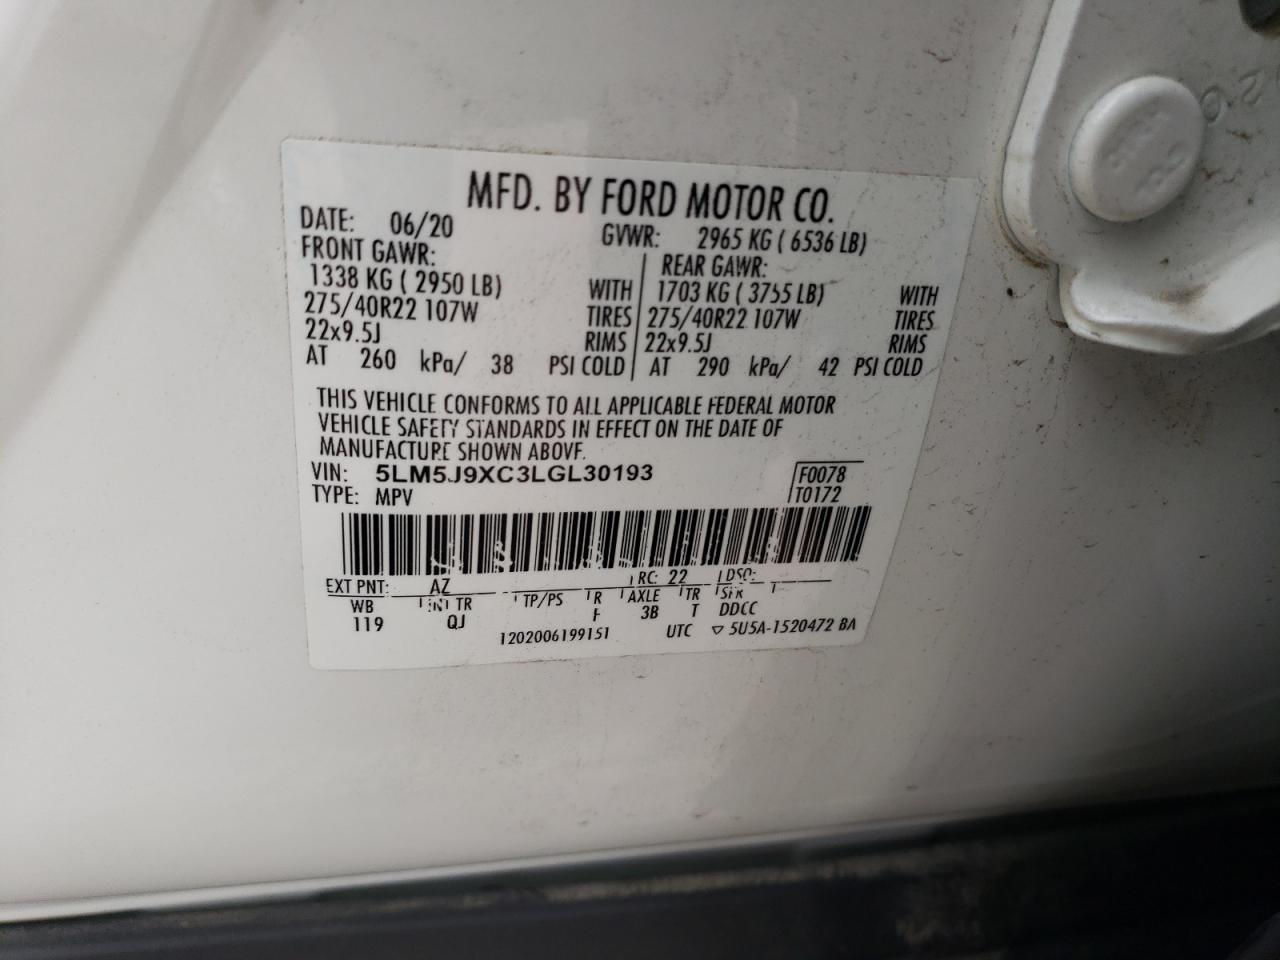 MFD. BY FORD MOTOR CO.
DATE: 06/20 GVWR: 2965 KG ( 6536 LB)
FRONT GAWR: REAR GAWR:
1338 KG ( 2950 LB) WITH 1703 KG ( 3755 LB) WITH
275/40R22 107W TIRES 275/40R22 107W TIRES
22x9.5J RIMS 22x9.5J RIMS
AT 260 kPa/ 38 PSI COLD AT 290 kPa/ 42 PSI COLD
THIS VEHICLE CONFORMS TO ALL APPLICABLE FEDERAL MOTOR
VEHICLE SAFETY STANDARDS IN EFFECT ON THE DATE OF
MANUFACTURE SHOWN ABOVE.
VIN: 5LM5J9XC3LGL30193 F0078
TYPE: MPV T0172
EXT PNT: AZ RC: 22 DSO:
WB INT TR TP/PS R AXLE TR SPR
119 QJ 3B T DDCC
1202006199151 UTC ▽ 5U5A-1520472 BA